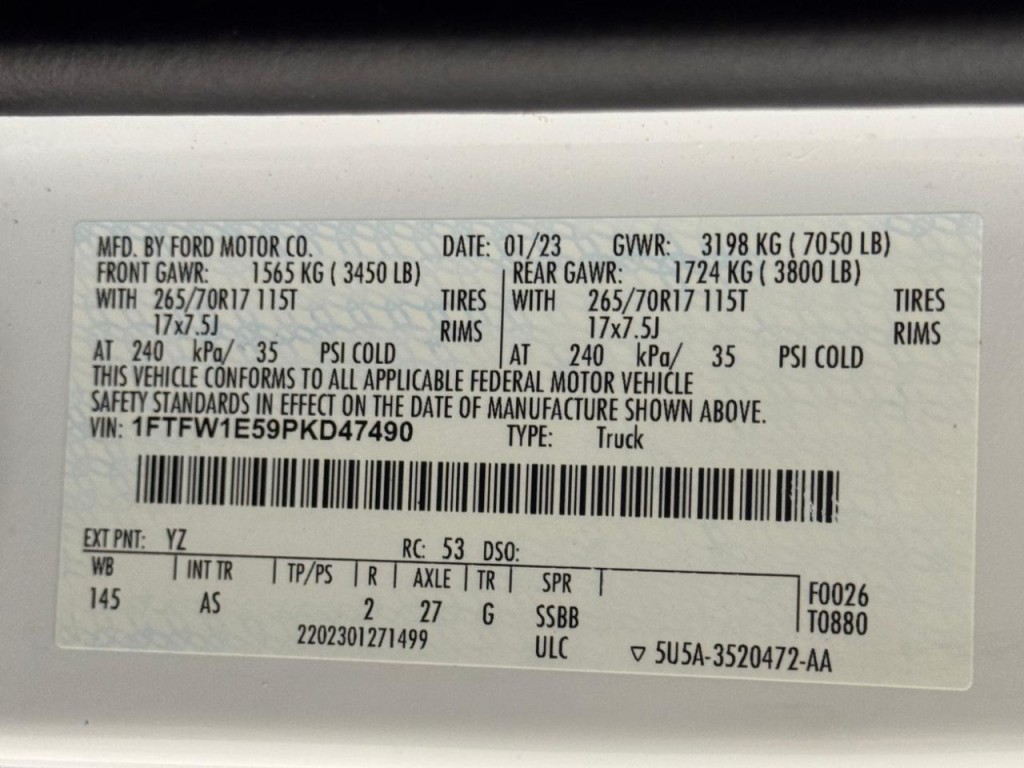 MFD. BY FORD MOTOR CO. DATE: 01/23 GVWR: 3198 KG ( 7050 LB)
FRONT GAWR: 1565 KG ( 3450 LB) REAR GAWR: 1724 KG ( 3800 LB)
WITH 265/70R17 115T TIRES WITH 265/70R17 115T TIRES
17x7.5J RIMS 17x7.5J RIMS
AT 240 kPa/ 35 PSI COLD AT 240 kPa/ 35 PSI COLD
THIS VEHICLE CONFORMS TO ALL APPLICABLE FEDERAL MOTOR VEHICLE
SAFETY STANDARDS IN EFFECT ON THE DATE OF MANUFACTURE SHOWN ABOVE.
VIN: 1FTFW1E59PKD47490 TYPE: Truck
EXT PNT: YZ RC: 53 DSO:
WB INT TR TP/PS R AXLE TR SPR F0026
145 AS 2 27 G SSBB T0880
2202301271499 ULC ▽ 5U5A-3520472-AA